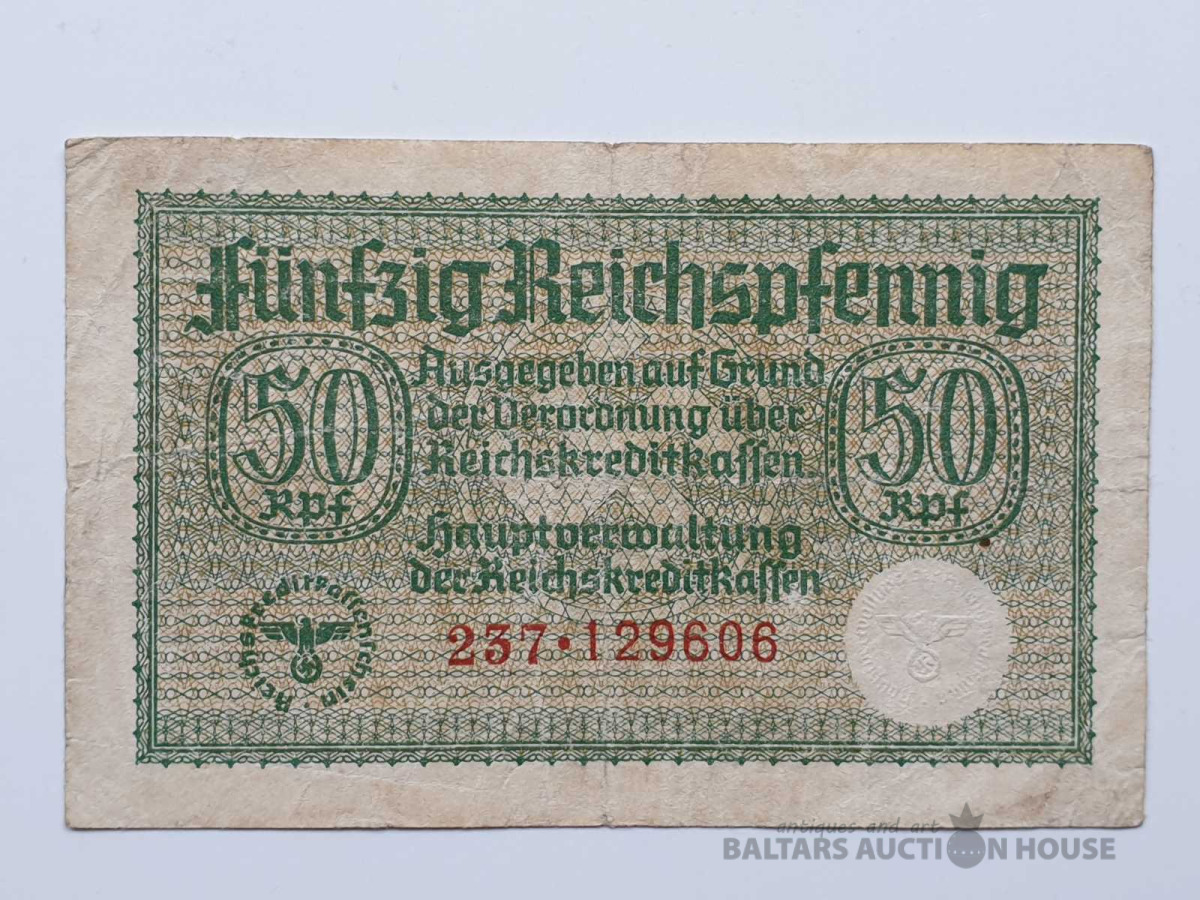 Fünfzig Reichspfennig
50
Rpf
Ausgegeben auf Grund
der Verordnung über
Reichskreditkassen
Hauptverwaltung
der Reichskreditkassen
50
Rpf
Reichskreditkassenschein
237·129606
antiques and art
BALTARS AUCTION HOUSE